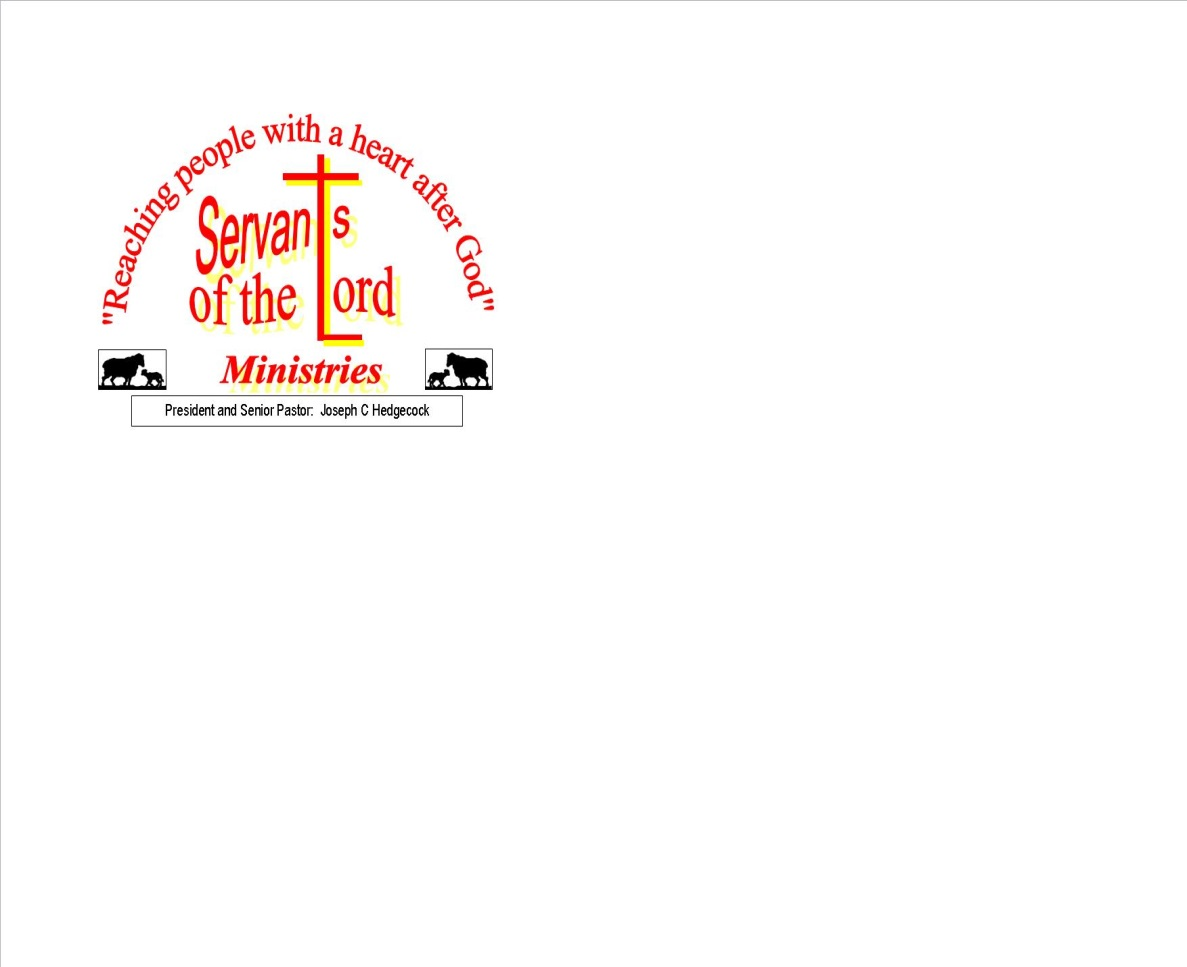 "Reaching people with a heart after God"
Servants
of the Lord
Ministries
President and Senior Pastor: Joseph C Hedgecock